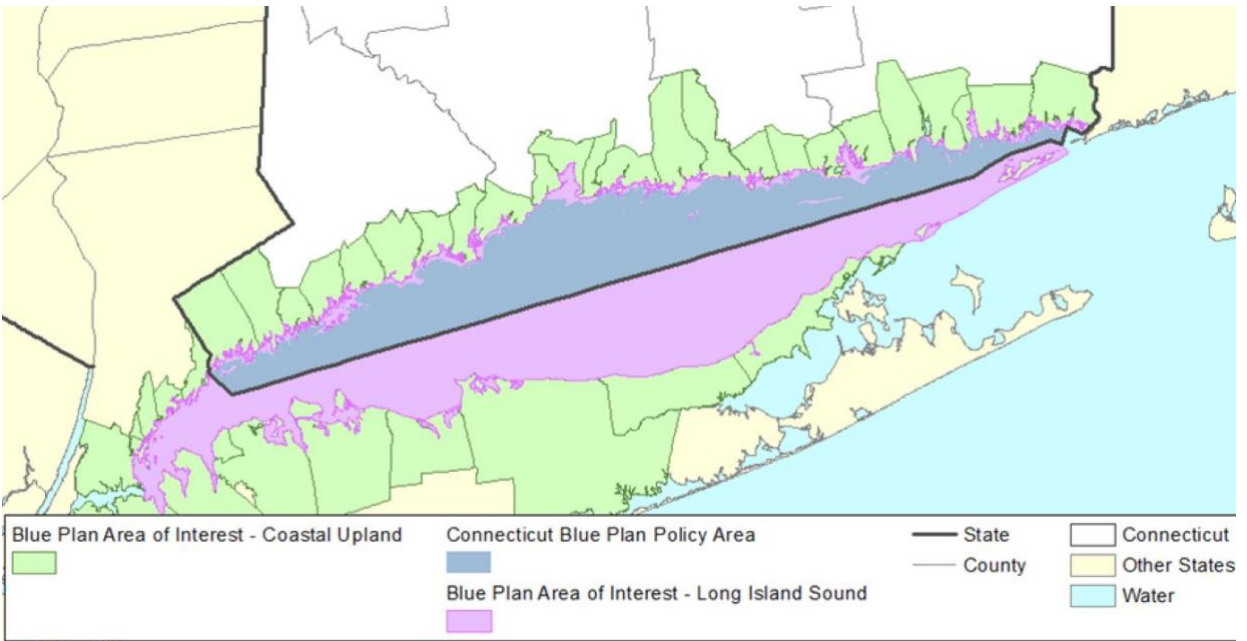 Blue Plan Area of Interest - Coastal Upland
Connecticut Blue Plan Policy Area
Blue Plan Area of Interest - Long Island Sound
State
County
Connecticut
Other States
Water